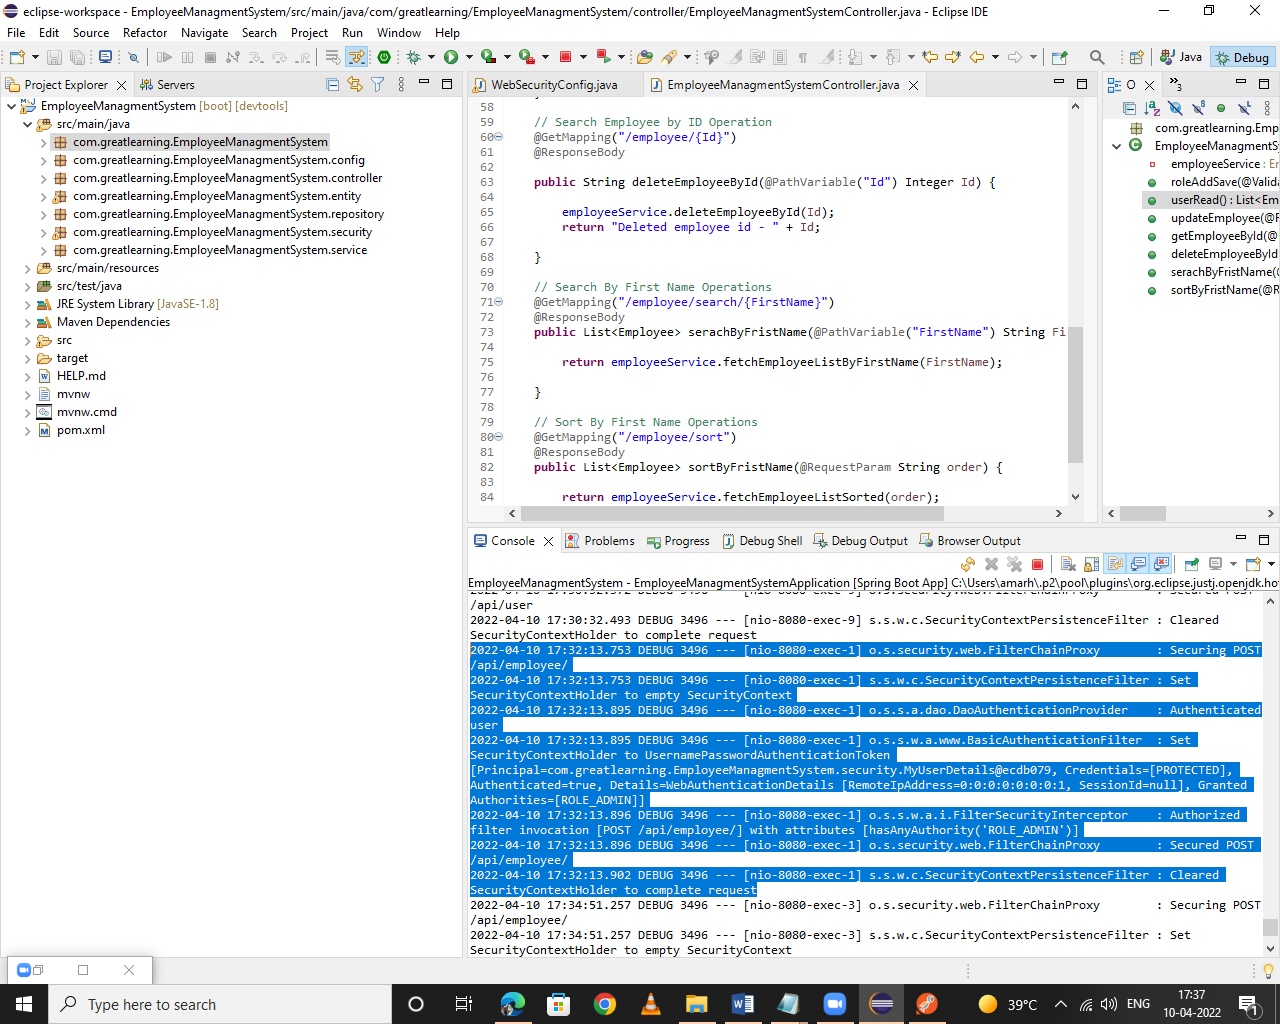 eclipse-workspace - EmployeeManagmentSystem/src/main/java/com/greatlearning/EmployeeManagmentSystem/controller/EmployeeManagmentSystemController.java - Eclipse IDE
File Edit Source Refactor Navigate Search Project Run Window Help
Java Debug
Project Explorer Servers
EmployeeManagmentSystem [boot] [devtools]
src/main/java
com.greatlearning.EmployeeManagmentSystem
com.greatlearning.EmployeeManagmentSystem.config
com.greatlearning.EmployeeManagmentSystem.controller
com.greatlearning.EmployeeManagmentSystem.entity
com.greatlearning.EmployeeManagmentSystem.repository
com.greatlearning.EmployeeManagmentSystem.security
com.greatlearning.EmployeeManagmentSystem.service
src/main/resources
src/test/java
JRE System Library [JavaSE-1.8]
Maven Dependencies
src
target
HELP.md
mvnw
mvnw.cmd
pom.xml
WebSecurityConfig.java EmployeeManagmentSystemController.java
58
59 // Search Employee by ID Operation
60 @GetMapping("/employee/{Id}")
61 @ResponseBody
62
63 public String deleteEmployeeById(@PathVariable("Id") Integer Id) {
64
65 employeeService.deleteEmployeeById(Id);
66 return "Deleted employee id - " + Id;
67
68 }
69
70 // Search By First Name Operations
71 @GetMapping("/employee/search/{FirstName}")
72 @ResponseBody
73 public List<Employee> serachByFristName(@PathVariable("FirstName") String Fi
74
75 return employeeService.fetchEmployeeListByFirstName(FirstName);
76
77 }
78
79 // Sort By First Name Operations
80 @GetMapping("/employee/sort")
81 @ResponseBody
82 public List<Employee> sortByFristName(@RequestParam String order) {
83
84 return employeeService.fetchEmployeeListSorted(order);
O
3
com.greatlearning.Emp
EmployeeManagmentS
employeeService : Em
roleAddSave(@Valida
userRead() : List<Em
updateEmployee(@F
getEmployeeById(@
deleteEmployeeById
serachByFristName(
sortByFristName(@R
Console Problems Progress Debug Shell Debug Output Browser Output
EmployeeManagmentSystem - EmployeeManagmentSystemApplication [Spring Boot App] C:\Users\amarh\.p2\pool\plugins\org.eclipse.justj.openjdk.ho
2022-04-10 17:30:32.972 DEBUG 3496 --- [nio-8080-exec-9] o.s.security.web.FilterChainProxy : Secured POST
/api/user
2022-04-10 17:30:32.493 DEBUG 3496 --- [nio-8080-exec-9] s.s.w.c.SecurityContextPersistenceFilter : Cleared
SecurityContextHolder to complete request
2022-04-10 17:32:13.753 DEBUG 3496 --- [nio-8080-exec-1] o.s.security.web.FilterChainProxy : Securing POST
/api/employee/
2022-04-10 17:32:13.753 DEBUG 3496 --- [nio-8080-exec-1] s.s.w.c.SecurityContextPersistenceFilter : Set
SecurityContextHolder to empty SecurityContext
2022-04-10 17:32:13.895 DEBUG 3496 --- [nio-8080-exec-1] o.s.s.a.dao.DaoAuthenticationProvider : Authenticated
user
2022-04-10 17:32:13.895 DEBUG 3496 --- [nio-8080-exec-1] o.s.s.w.a.www.BasicAuthenticationFilter : Set
SecurityContextHolder to UsernamePasswordAuthenticationToken
[Principal=com.greatlearning.EmployeeManagmentSystem.security.MyUserDetails@ecdb079, Credentials=[PROTECTED],
Authenticated=true, Details=WebAuthenticationDetails [RemoteIpAddress=0:0:0:0:0:0:0:1, SessionId=null], Granted
Authorities=[ROLE_ADMIN]]
2022-04-10 17:32:13.896 DEBUG 3496 --- [nio-8080-exec-1] o.s.s.w.a.i.FilterSecurityInterceptor : Authorized
filter invocation [POST /api/employee/] with attributes [hasAnyAuthority('ROLE_ADMIN')]
2022-04-10 17:32:13.896 DEBUG 3496 --- [nio-8080-exec-1] o.s.security.web.FilterChainProxy : Secured POST
/api/employee/
2022-04-10 17:32:13.902 DEBUG 3496 --- [nio-8080-exec-1] s.s.w.c.SecurityContextPersistenceFilter : Cleared
SecurityContextHolder to complete request
2022-04-10 17:34:51.257 DEBUG 3496 --- [nio-8080-exec-3] o.s.security.web.FilterChainProxy : Securing POST
/api/employee/
2022-04-10 17:34:51.257 DEBUG 3496 --- [nio-8080-exec-3] s.s.w.c.SecurityContextPersistenceFilter : Set
SecurityContextHolder to empty SecurityContext
Type here to search
39°C
ENG
17:37
10-04-2022
1